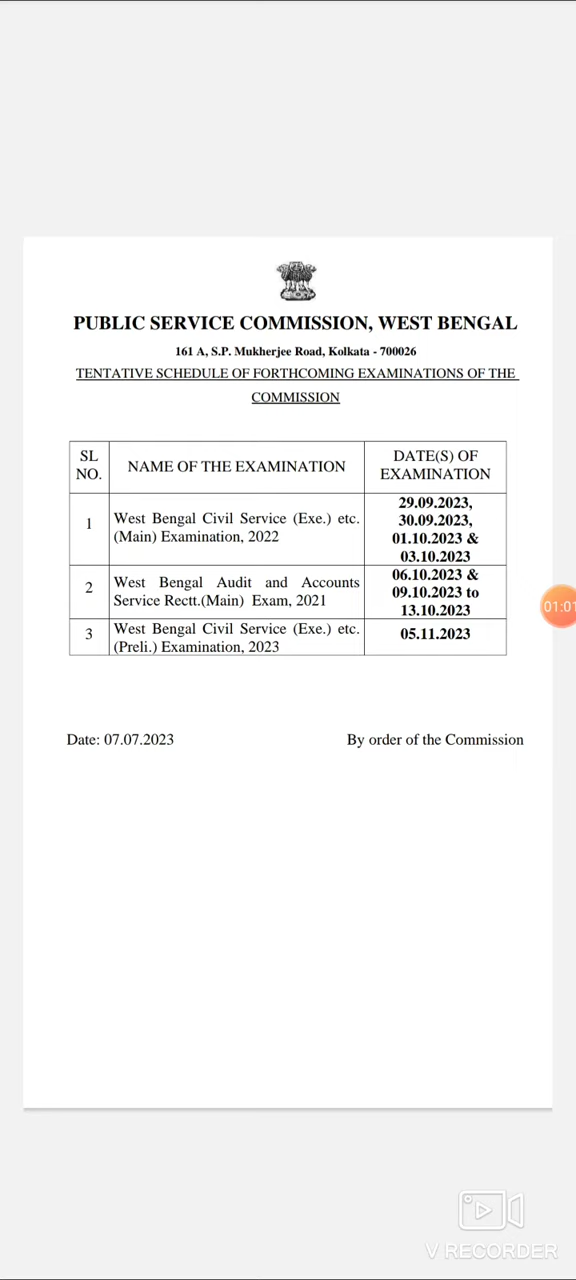 PUBLIC SERVICE COMMISSION, WEST BENGAL
161 A, S.P. Mukherjee Road, Kolkata - 700026
TENTATIVE SCHEDULE OF FORTHCOMING EXAMINATIONS OF THE
COMMISSION
SL
NO.
NAME OF THE EXAMINATION
DATE(S) OF
EXAMINATION
1
West Bengal Civil Service (Exe.) etc.
(Main) Examination, 2022
29.09.2023,
30.09.2023,
01.10.2023 &
03.10.2023
2
West Bengal Audit and Accounts
Service Rectt.(Main) Exam, 2021
06.10.2023 &
09.10.2023 to
13.10.2023
3
West Bengal Civil Service (Exe.) etc.
(Preli.) Examination, 2023
05.11.2023
01:01
Date: 07.07.2023
By order of the Commission
V RECORDER